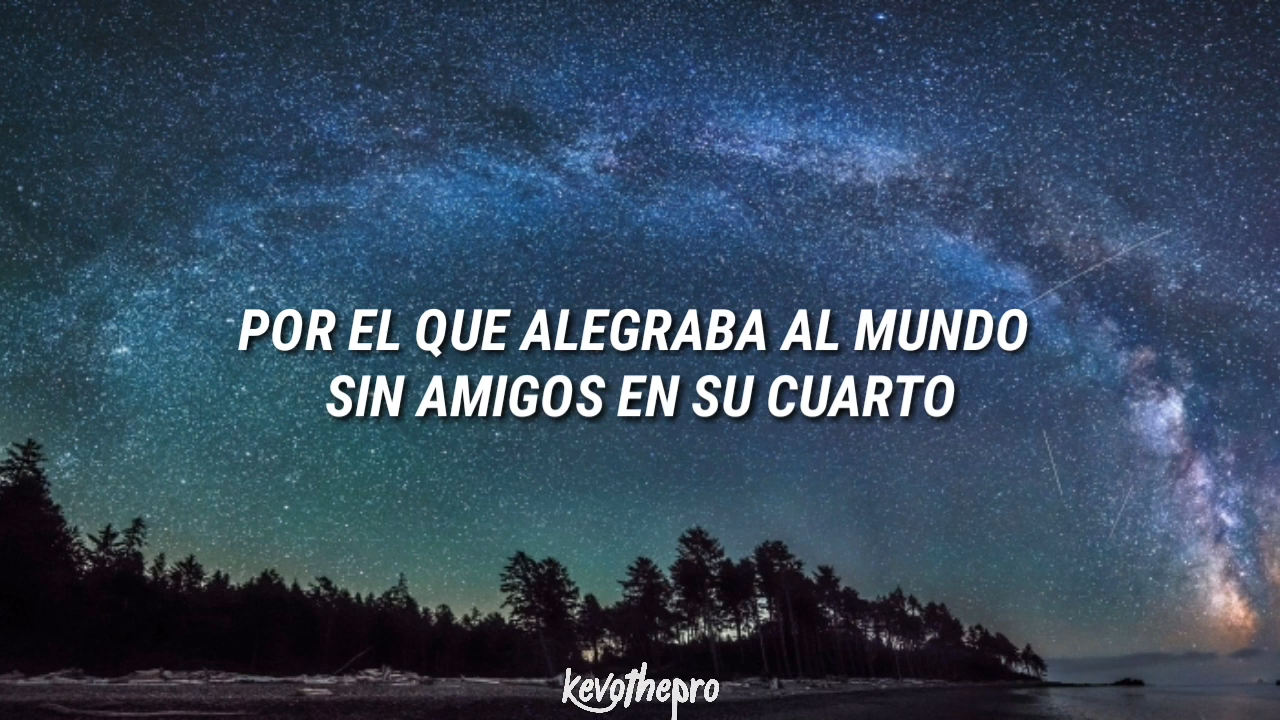 POR EL QUE ALEGRABA AL MUNDO
SIN AMIGOS EN SU CUARTO
kevothepro